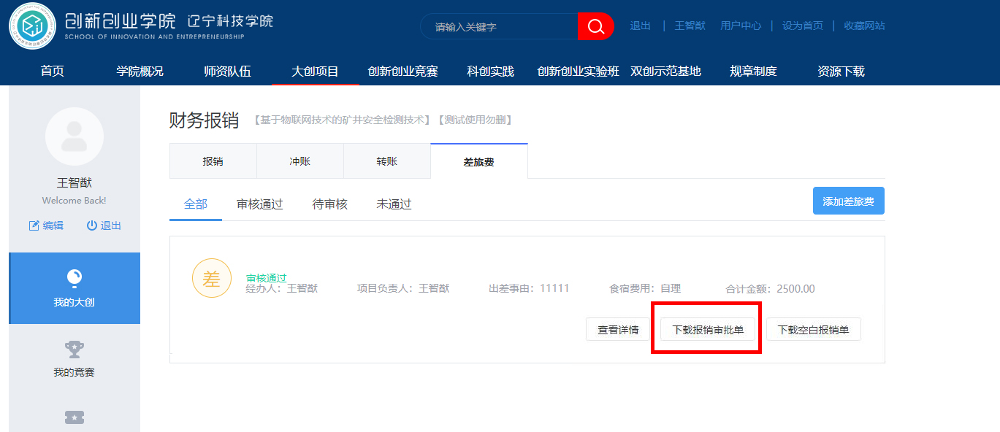 创新创业学院 辽宁科技学院
SCHOOL OF INNOVATION AND ENTREPRENEURSHIP
请输入关键字
退出 | 王智猷 用户中心 | 设为首页 | 收藏网站
首页 学院概况 师资队伍 大创项目 创新创业竞赛 科创实践 创新创业实验班 双创示范基地 规章制度 资源下载
王智猷
Welcome Back!
编辑 退出
我的大创
我的竞赛
财务报销 【基于物联网技术的矿井安全检测技术】【测试使用勿删】
报销 冲账 转账 差旅费
全部 审核通过 待审核 未通过 添加差旅费
差
审核通过
经办人：王智猷 项目负责人：王智猷 出差事由：11111 食宿费用：自理 合计金额：2500.00
查看详情 下载报销审批单 下载空白报销单